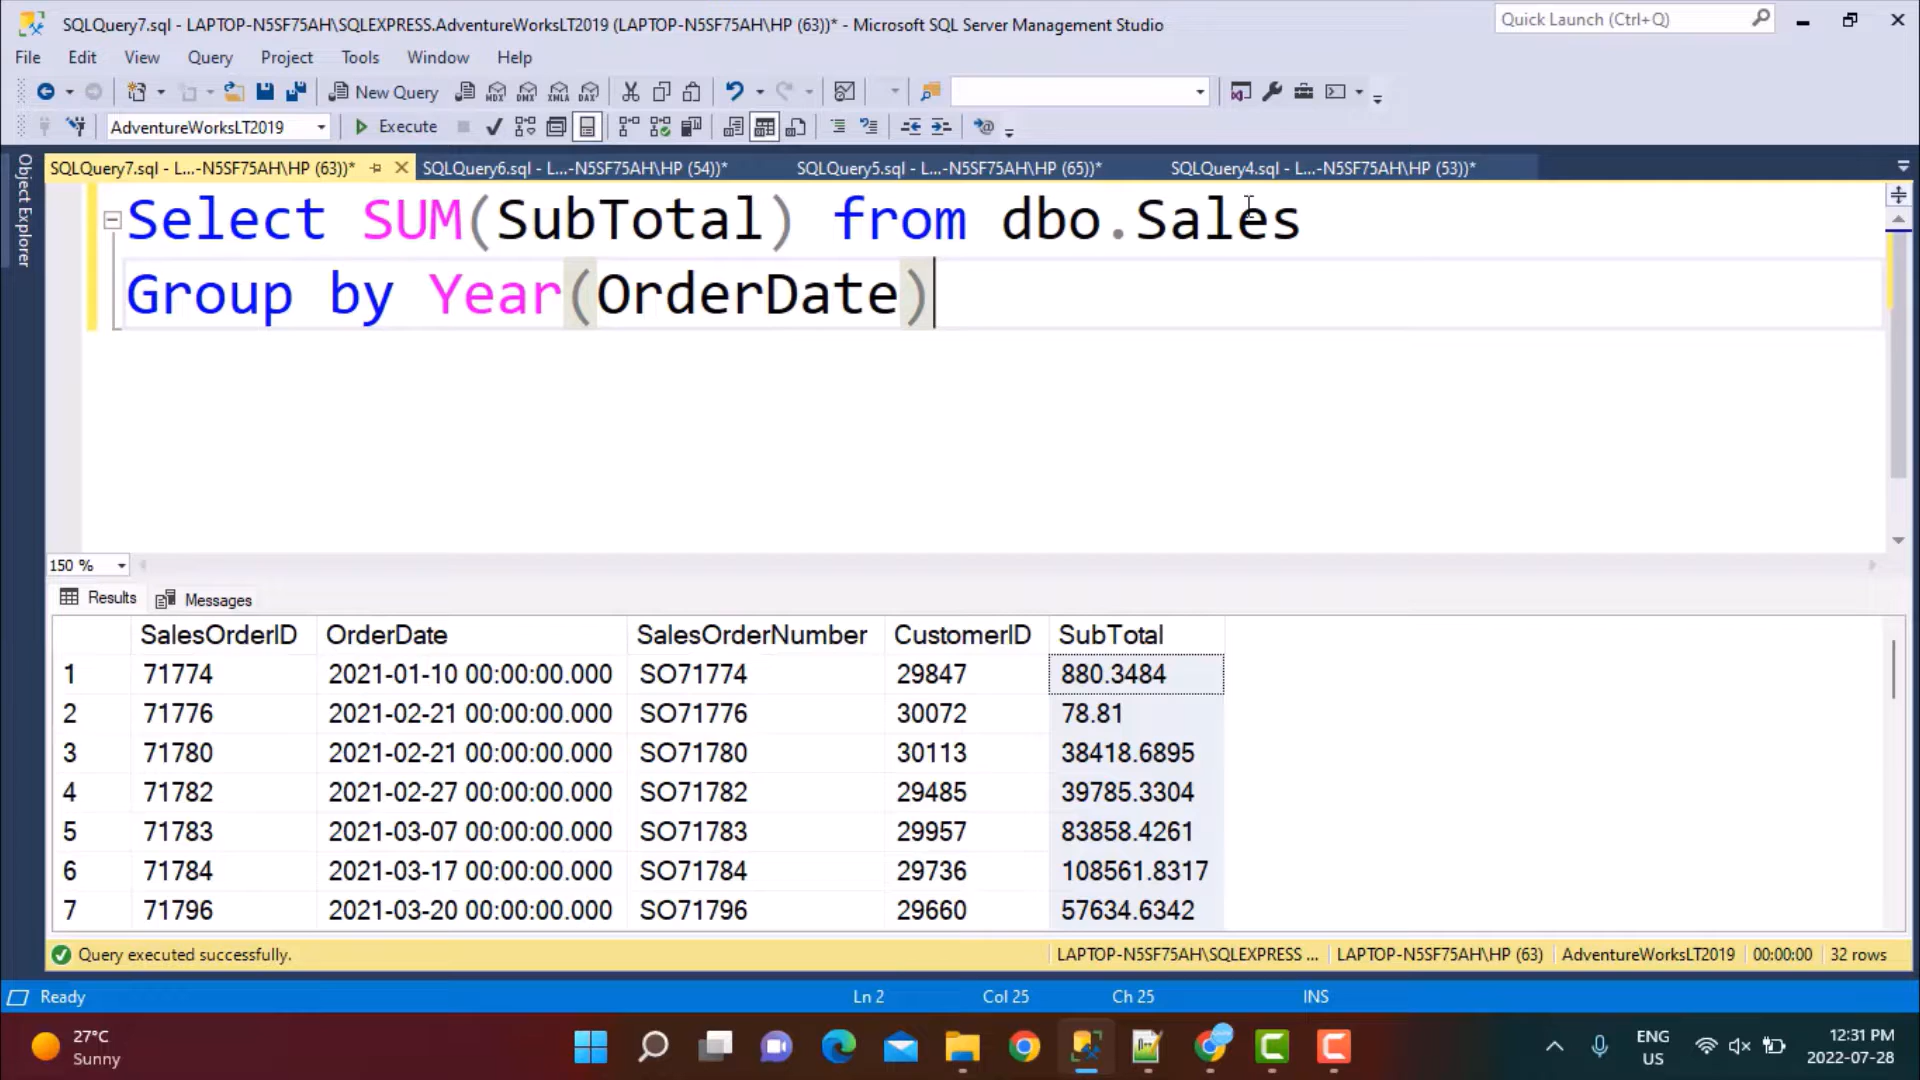 SQLQuery7.sql - LAPTOP-N5SF75AH\SQLEXPRESS.AdventureWorksLT2019 (LAPTOP-N5SF75AH\HP (63))* - Microsoft SQL Server Management Studio
Quick Launch (Ctrl+Q)
File Edit View Query Project Tools Window Help
New Query
AdventureWorksLT2019 Execute
Object Explorer
SQLQuery7.sql - L...-N5SF75AH\HP (63))* SQLQuery6.sql - L...-N5SF75AH\HP (54))* SQLQuery5.sql - L...-N5SF75AH\HP (65))* SQLQuery4.sql - L...-N5SF75AH\HP (53))*
Select SUM(SubTotal) from dbo.Sales
Group by Year(OrderDate)
150 %
Results Messages
SalesOrderID OrderDate SalesOrderNumber CustomerID SubTotal
1 71774 2021-01-10 00:00:00.000 SO71774 29847 880.3484
2 71776 2021-02-21 00:00:00.000 SO71776 30072 78.81
3 71780 2021-02-21 00:00:00.000 SO71780 30113 38418.6895
4 71782 2021-02-27 00:00:00.000 SO71782 29485 39785.3304
5 71783 2021-03-07 00:00:00.000 SO71783 29957 83858.4261
6 71784 2021-03-17 00:00:00.000 SO71784 29736 108561.8317
7 71796 2021-03-20 00:00:00.000 SO71796 29660 57634.6342
Query executed successfully. LAPTOP-N5SF75AH\SQLEXPRESS ... LAPTOP-N5SF75AH\HP (63) AdventureWorksLT2019 00:00:00 32 rows
Ready Ln 2 Col 25 Ch 25 INS
27°C
Sunny
ENG
US
12:31 PM
2022-07-28